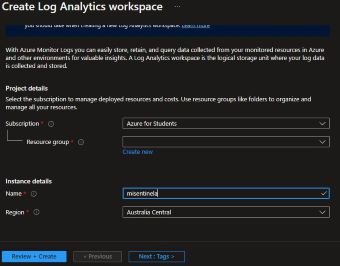 Create Log Analytics workspace ...
you should take when creating a new Log Analytics workspace. Learn more
With Azure Monitor Logs you can easily store, retain, and query data collected from your monitored resources in Azure
and other environments for valuable insights. A Log Analytics workspace is the logical storage unit where your log
data is collected and stored.
Project details
Select the subscription to manage deployed resources and costs. Use resource groups like folders to organize and
manage all your resources.
Subscription *
Azure for Students
Resource group *
Create new
Instance details
Name *
misentinela
Region *
Australia Central
Review + Create
< Previous
Next : Tags >